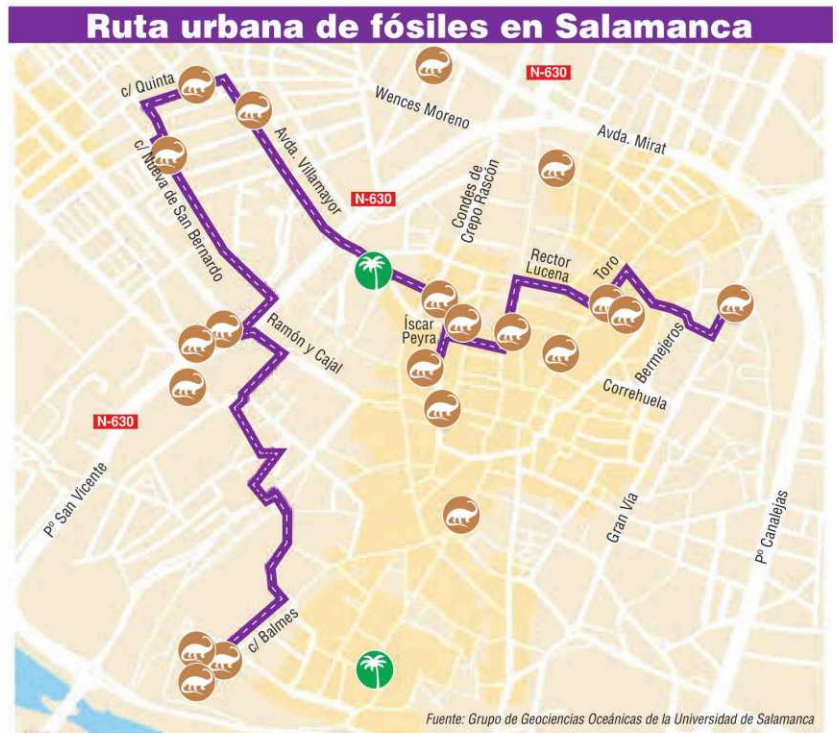 Ruta urbana de fósiles en Salamanca
c/ Quinta
N-630
Wences Moreno
Avda. Mirat
Avda. Villamayor
c/ Nueva de San Bernardo
N-630
Condes de
Crepo Rascón
Rector
Lucena
Toro
Íscar
Peyra
Ramón y Cajal
Bermejeros
Correhuela
N-630
Pº San Vicente
Gran Vía
Pº Canalejas
c/ Balmes
Fuente: Grupo de Geociencias Oceánicas de la Universidad de Salamanca